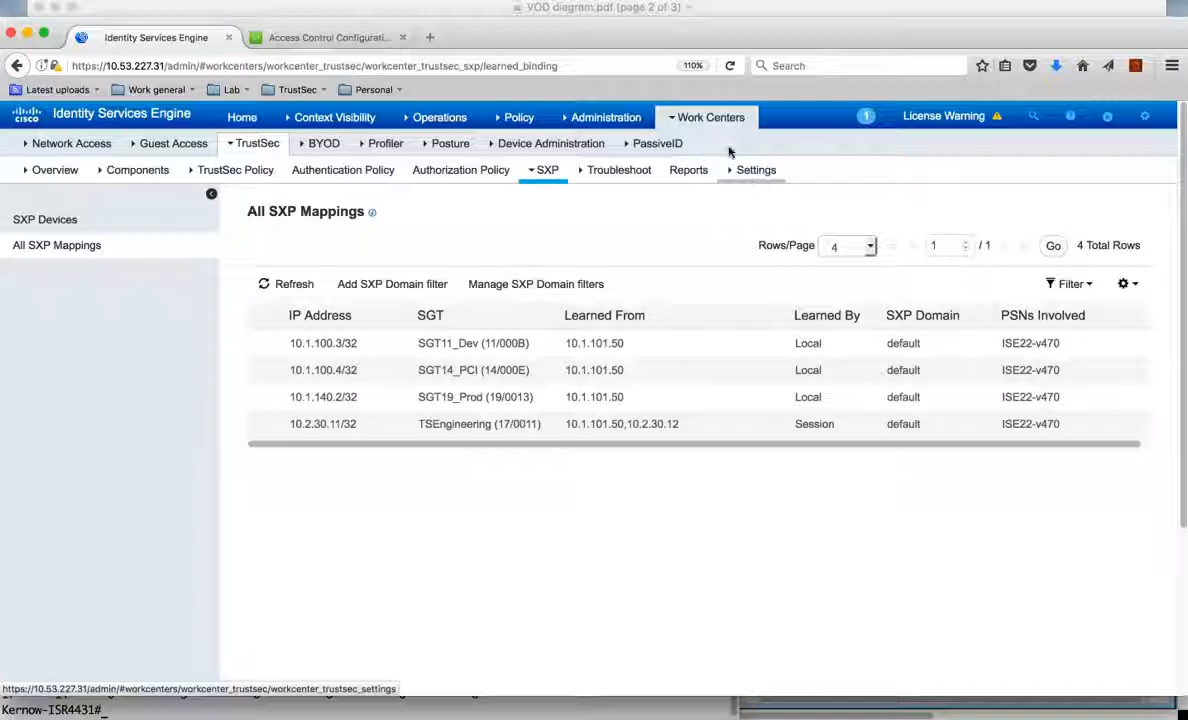 VOD diagram.pdf (page 2 of 3)
Identity Services Engine
Access Control Configurati...
https://10.53.227.31/admin/#workcenters/workcenter_trustsec/workcenter_trustsec_sxp/learned_binding
110%
Search
Latest uploads
Work general
Lab
TrustSec
Personal
cisco
Identity Services Engine
Home
Context Visibility
Operations
Policy
Administration
Work Centers
1
License Warning
Network Access
Guest Access
TrustSec
BYOD
Profiler
Posture
Device Administration
PassiveID
Overview
Components
TrustSec Policy
Authentication Policy
Authorization Policy
SXP
Troubleshoot
Reports
Settings
SXP Devices
All SXP Mappings
All SXP Mappings
Rows/Page 4 1 / 1 Go 4 Total Rows
Refresh Add SXP Domain filter Manage SXP Domain filters Filter
IP Address SGT Learned From Learned By SXP Domain PSNs Involved
10.1.100.3/32 SGT11_Dev (11/000B) 10.1.101.50 Local default ISE22-v470
10.1.100.4/32 SGT14_PCI (14/000E) 10.1.101.50 Local default ISE22-v470
10.1.140.2/32 SGT19_Prod (19/0013) 10.1.101.50 Local default ISE22-v470
10.2.30.11/32 TSEngineering (17/0011) 10.1.101.50,10.2.30.12 Session default ISE22-v470
https://10.53.227.31/admin/#workcenters/workcenter_trustsec/workcenter_trustsec_settings
Kernow-ISR4431#_